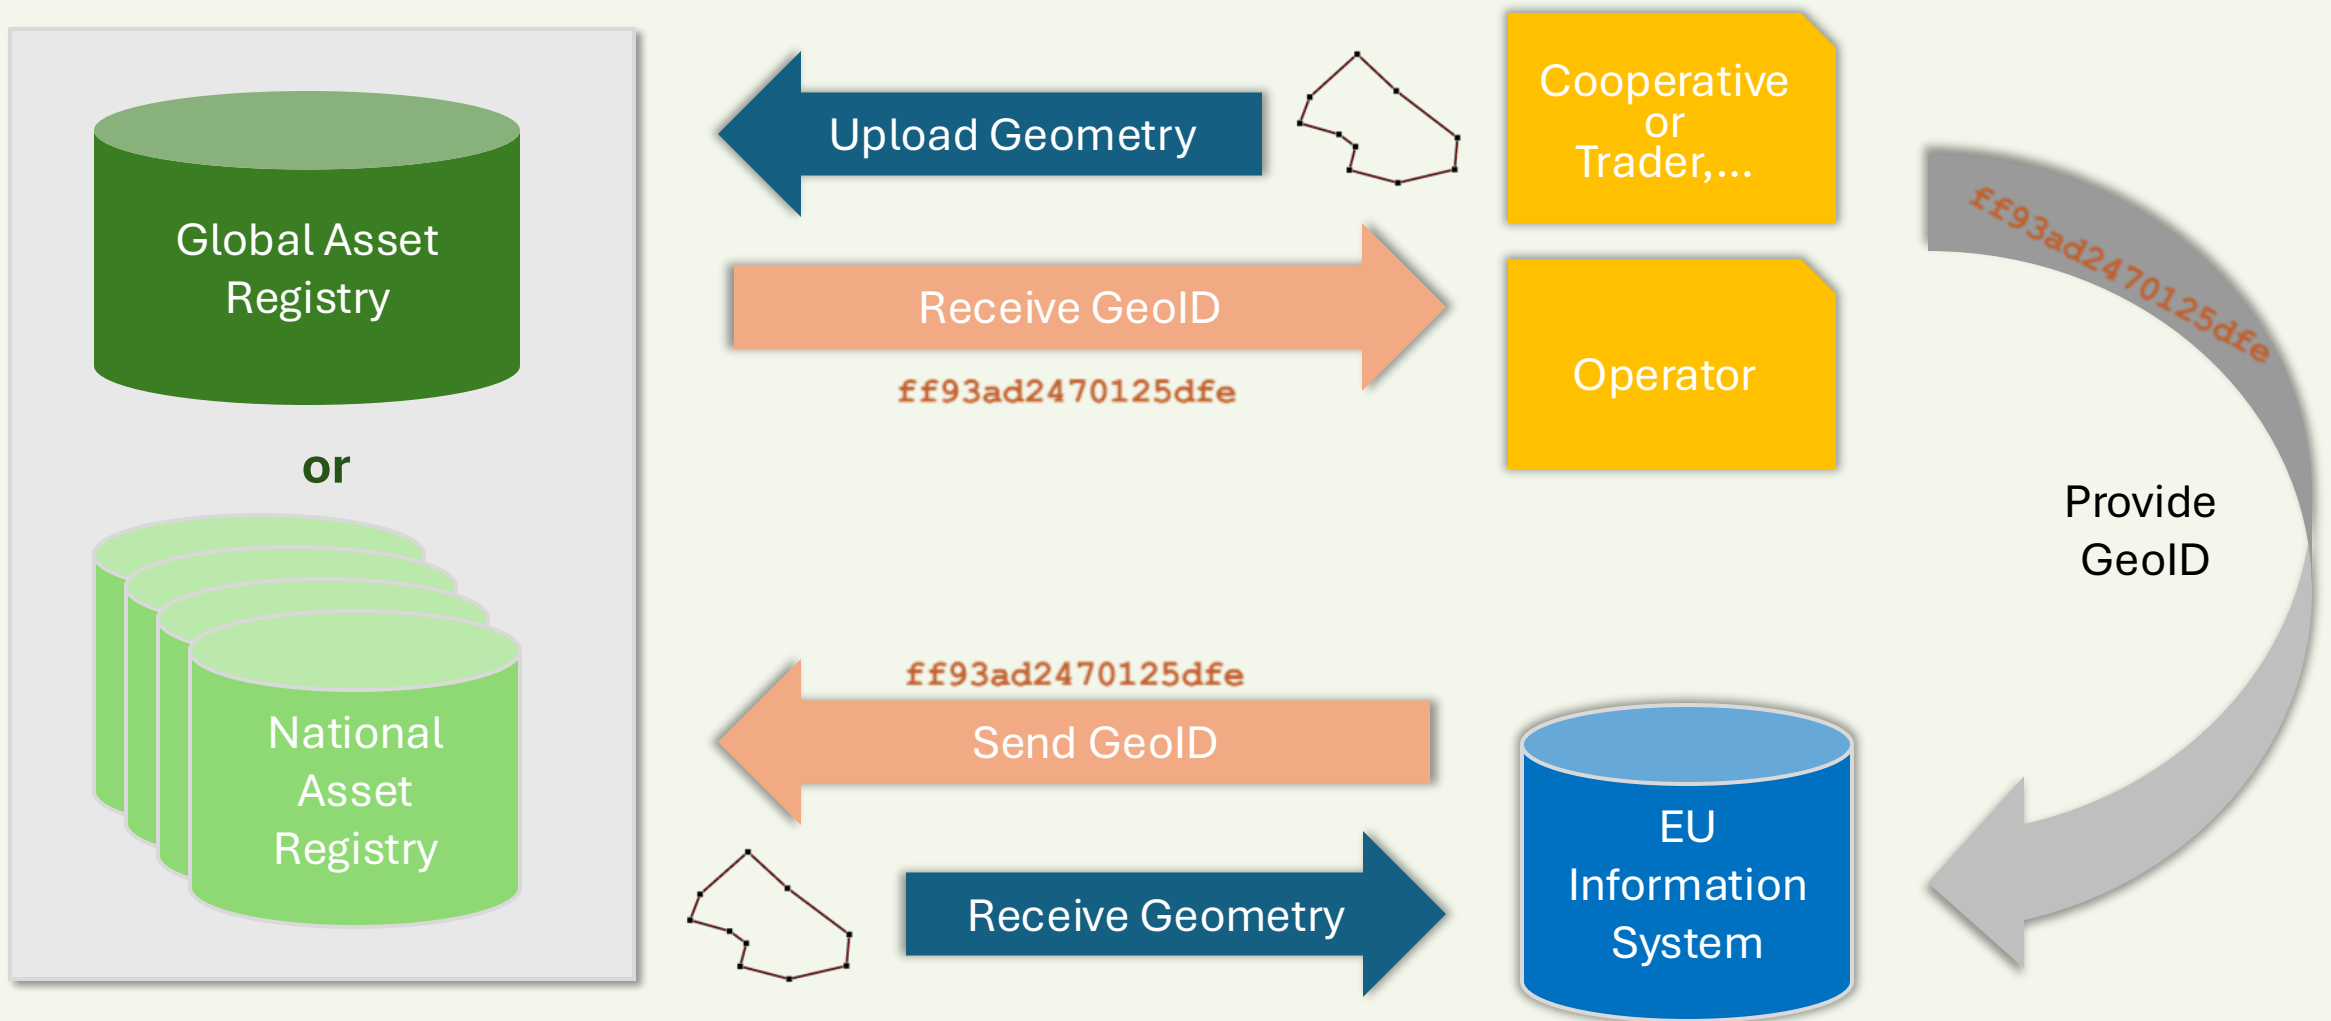 Global Asset
Registry
or
National
Asset
Registry
Upload Geometry
Receive GeoID
ff93ad2470125dfe
Cooperative
or
Trader,...
Operator
ff93ad2470125dfe
Provide
GeoID
ff93ad2470125dfe
Send GeoID
Receive Geometry
EU
Information
System